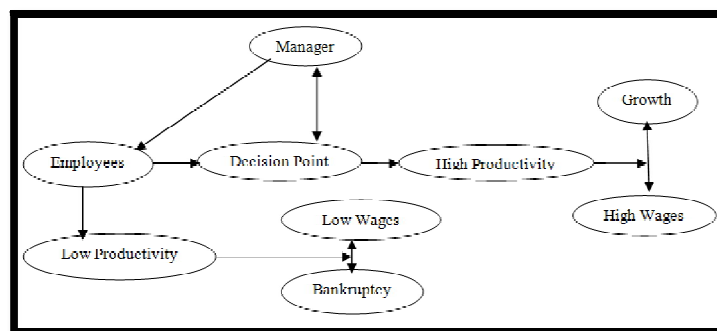 Manager
Growth
Employees
Decision Point
High Productivity
High Wages
Low Wages
Low Productivity
Bankruptcy